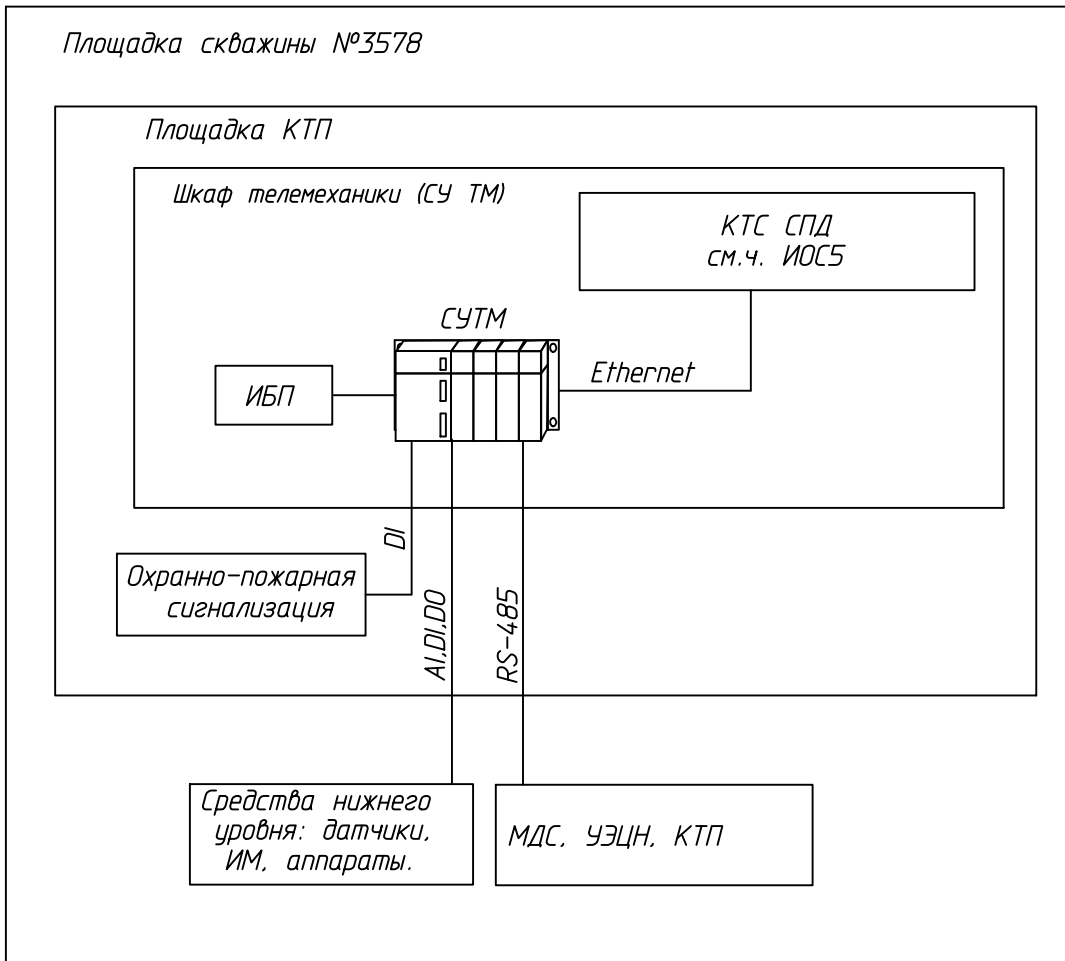 Площадка скважины №3578
Площадка КТП
Шкаф телемеханики (СУ ТМ)
КТС СПД
см.ч. ИОС5
СУТМ
Ethernet
ИБП
DI
Охранно-пожарная
сигнализация
AI,DI,DO
RS-485
Средства нижнего
уровня: датчики,
ИМ, аппараты.
МДС, УЭЦН, КТП